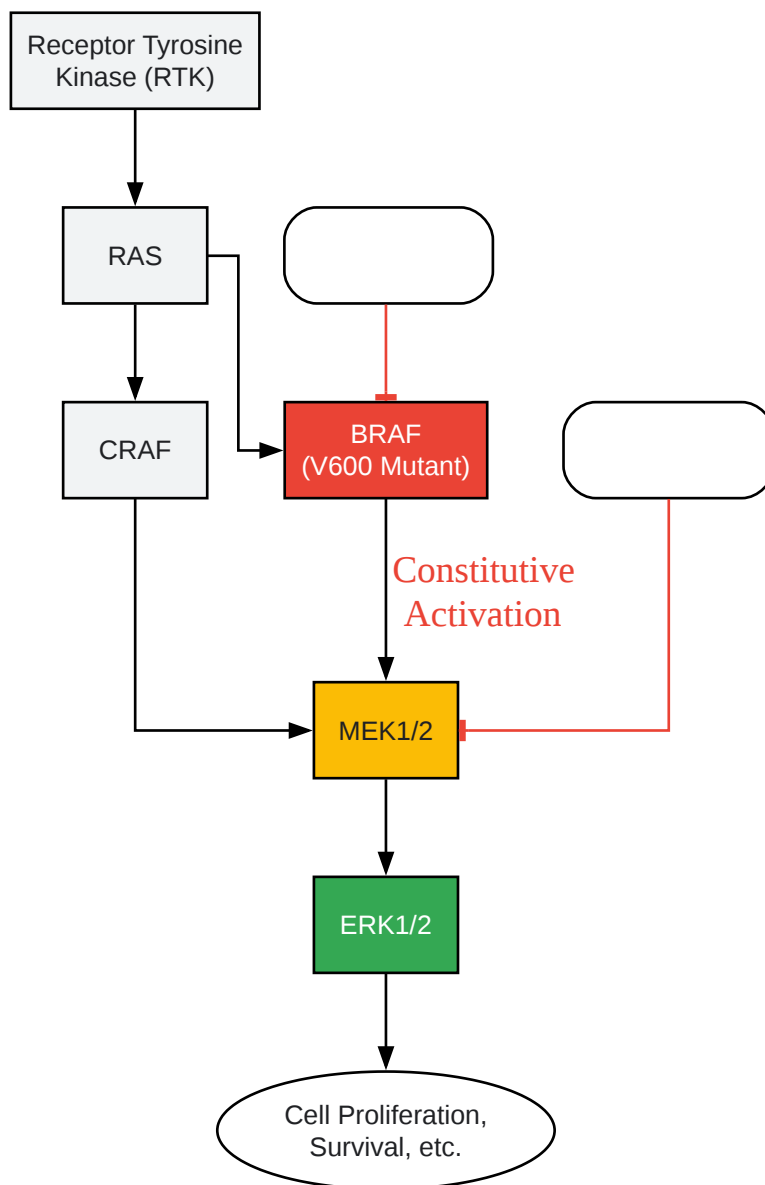 Receptor Tyrosine
Kinase (RTK)
RAS
CRAF
BRAF
(V600 Mutant)
Constitutive
Activation
MEK1/2
ERK1/2
Cell Proliferation,
Survival, etc.